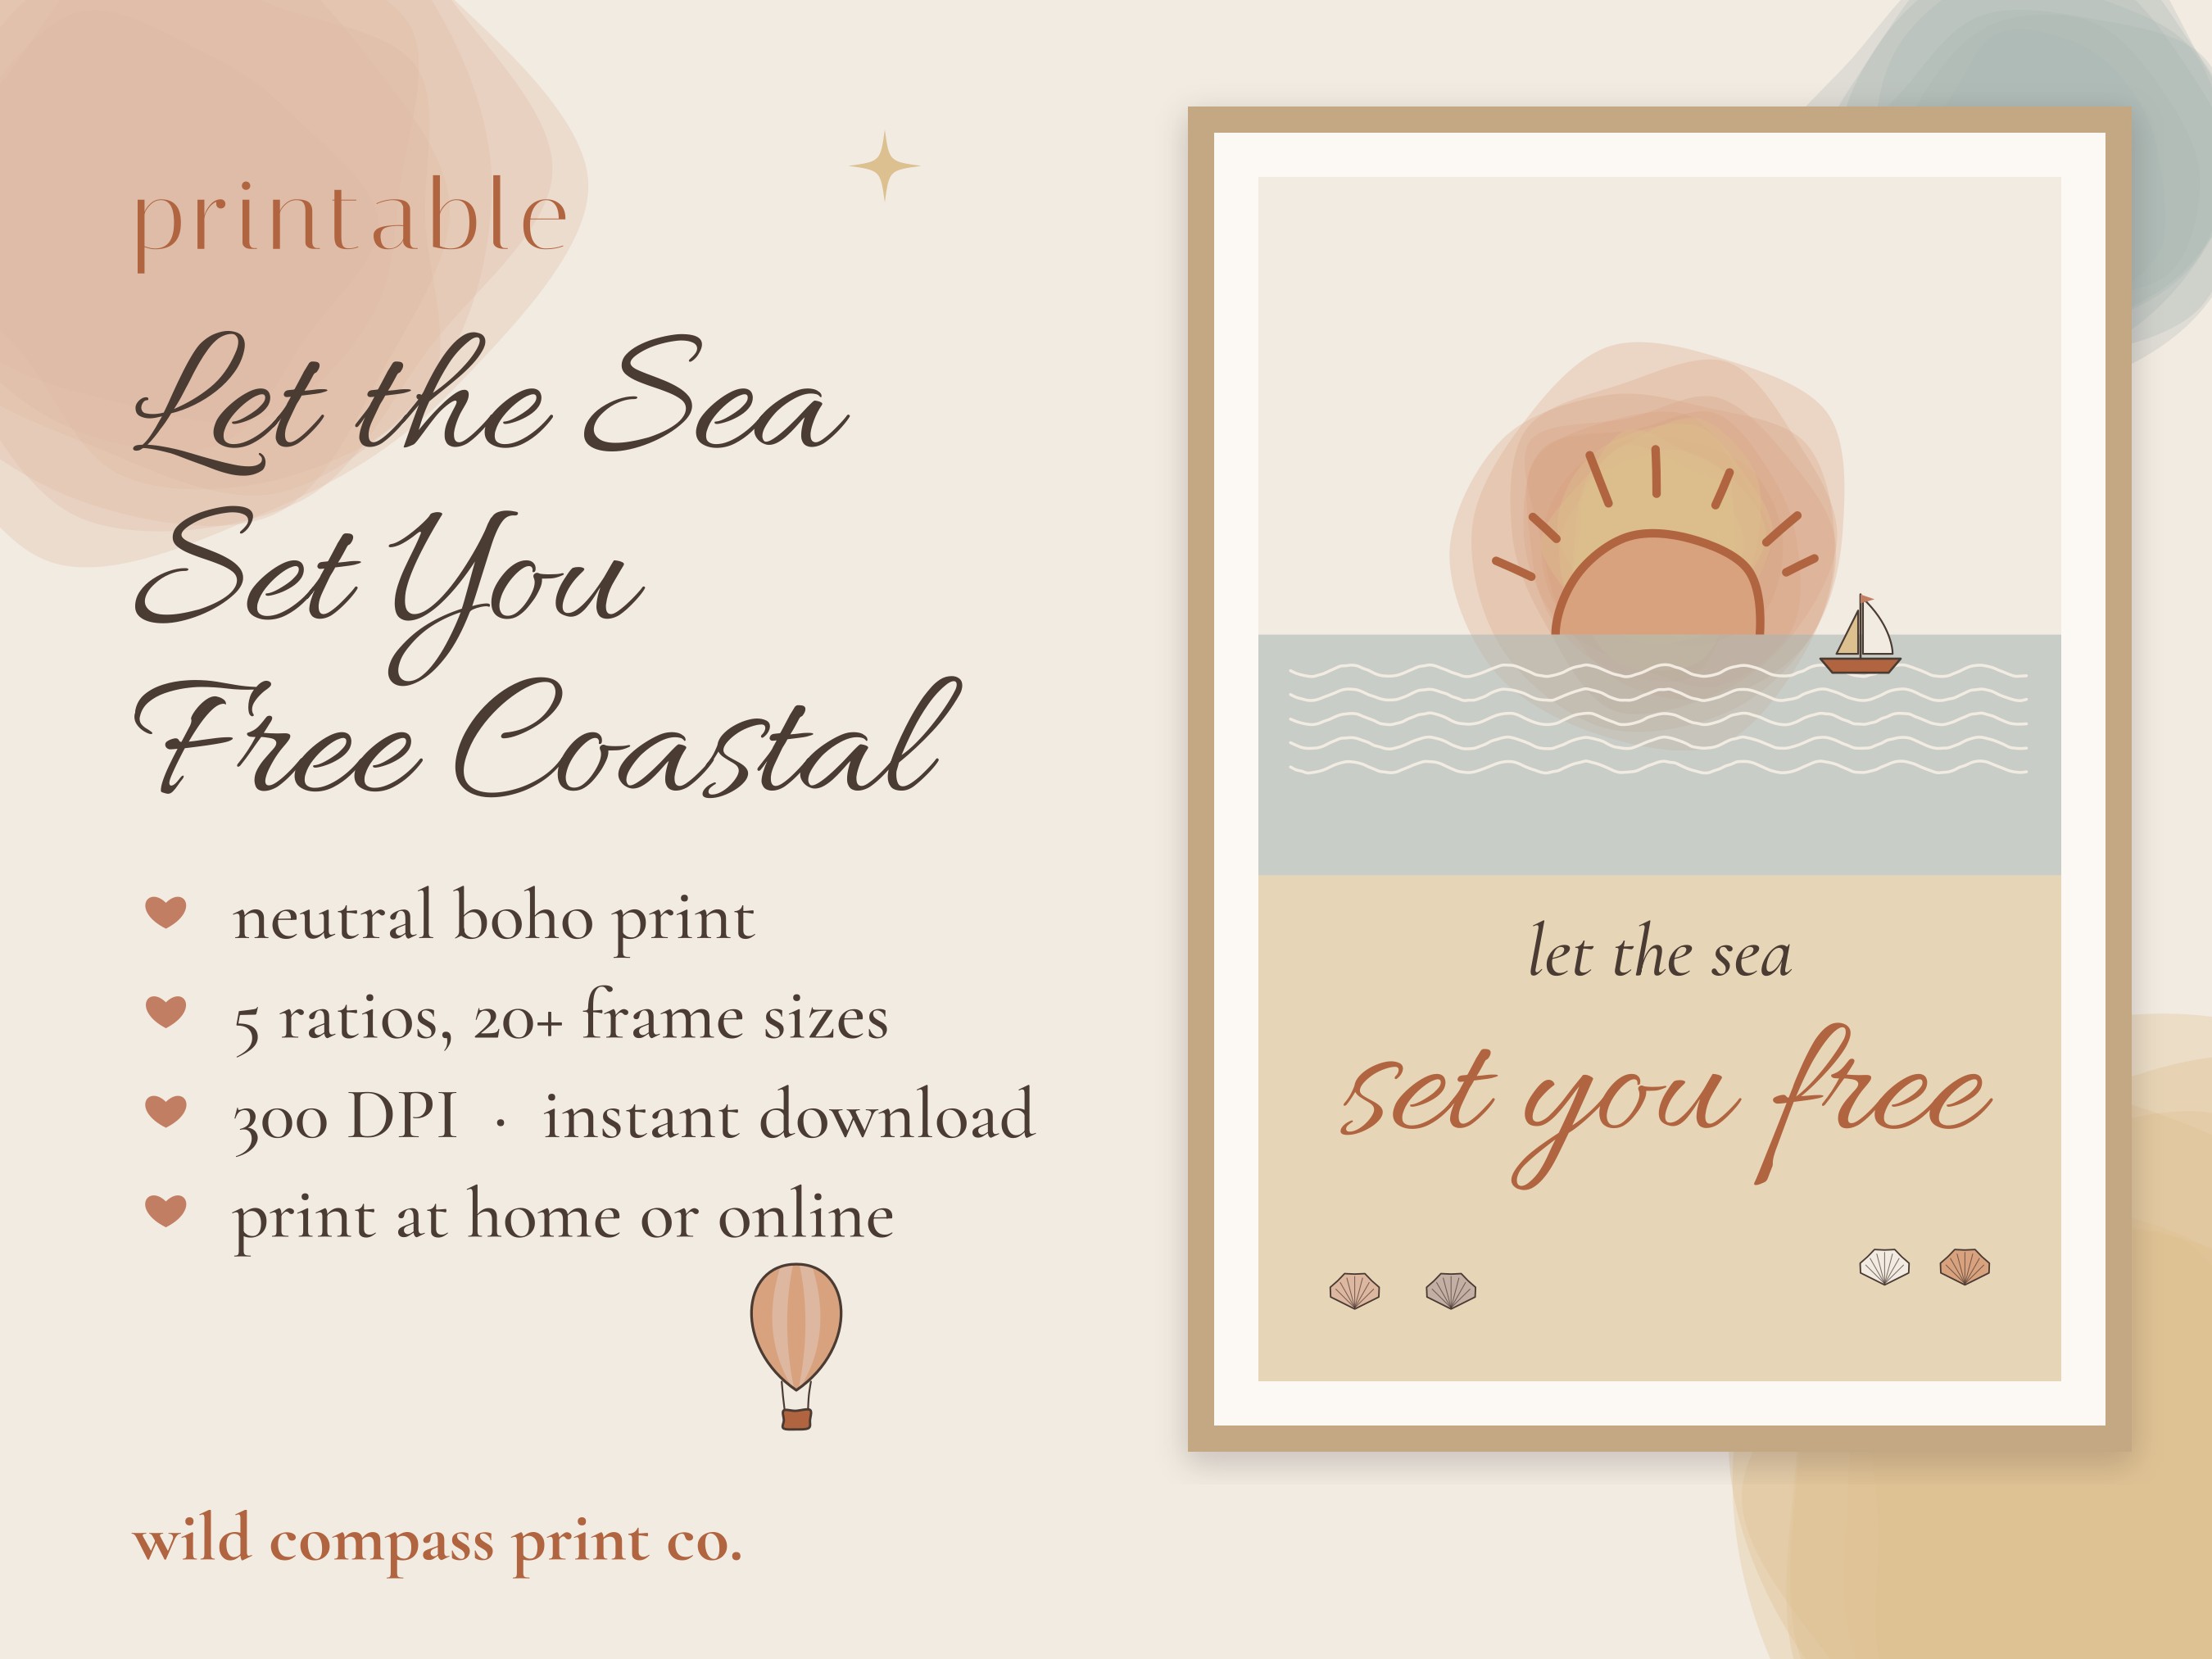 printable
Let the Sea
Set You
Free Coastal
neutral boho print
5 ratios, 20+ frame sizes
300 DPI · instant download
print at home or online
wild compass print co.
let the sea
set you free